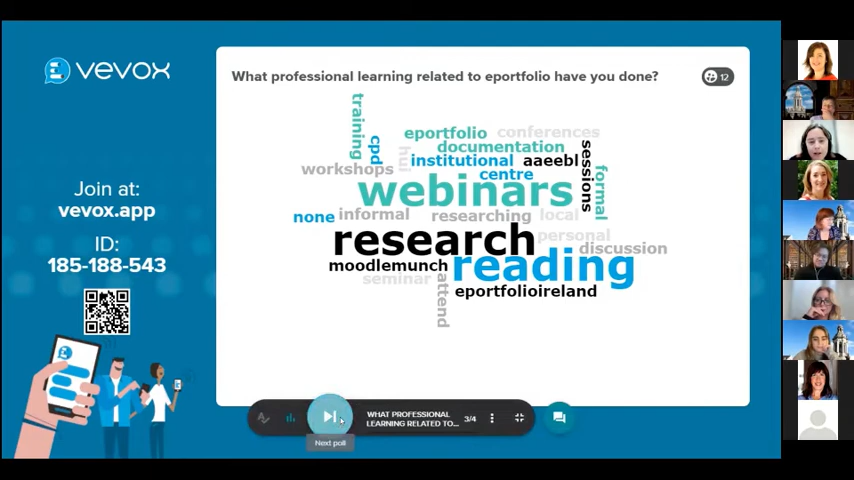 vevox
Join at:
vevox.app
ID:
185-188-543
What professional learning related to eportfolio have you done?
12
training
cpd
hui
eportfolio
conferences
documentation
workshops
institutional
aaeebl
sessions
centre
formal
webinars
none
informal
researching
local
research
personal
discussion
moodlemunch
reading
seminar
attend
eportfolioireland
WHAT PROFESSIONAL
LEARNING RELATED TO...
3/4
Next poll